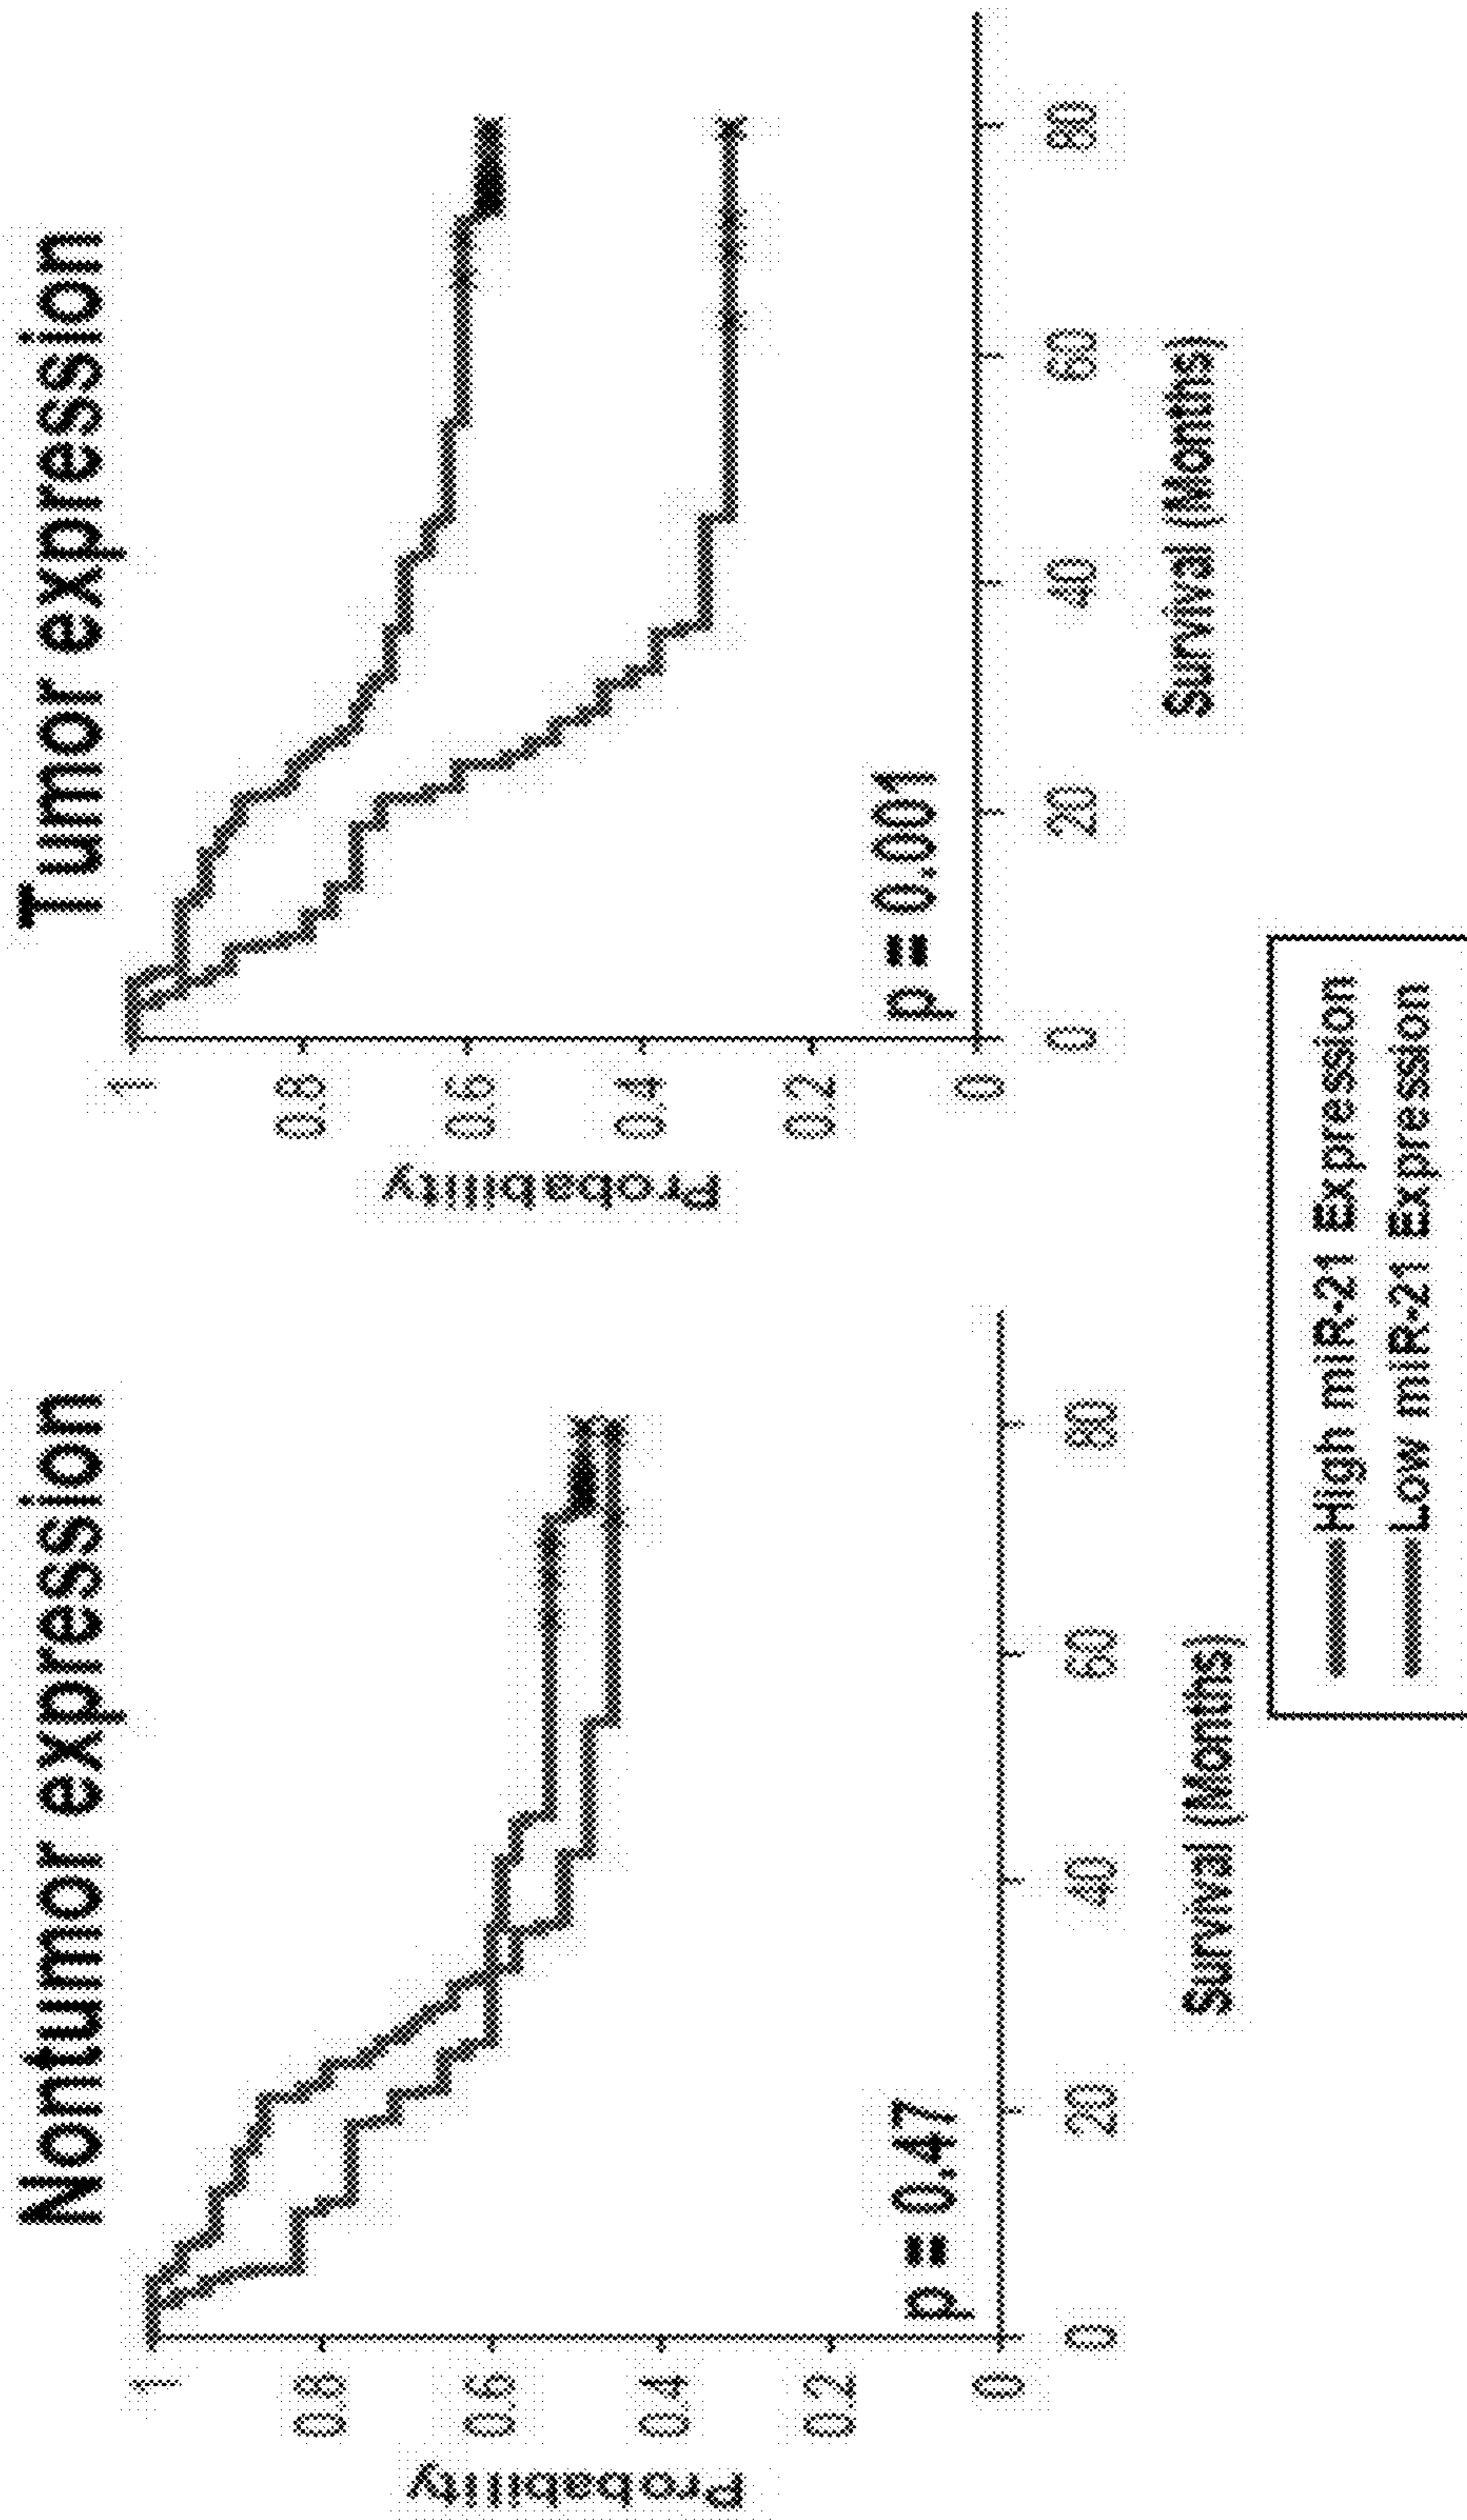 Nontumor expression
Probability
1
0.8
0.6
0.4
0.2
0
p = 0.47
0 20 40 60 80
Survival (Months)
Tumor expression
Probability
1
0.8
0.6
0.4
0.2
0
p = 0.001
0 20 40 60 80
Survival (Months)
High miR-21 Expression
Low miR-21 Expression